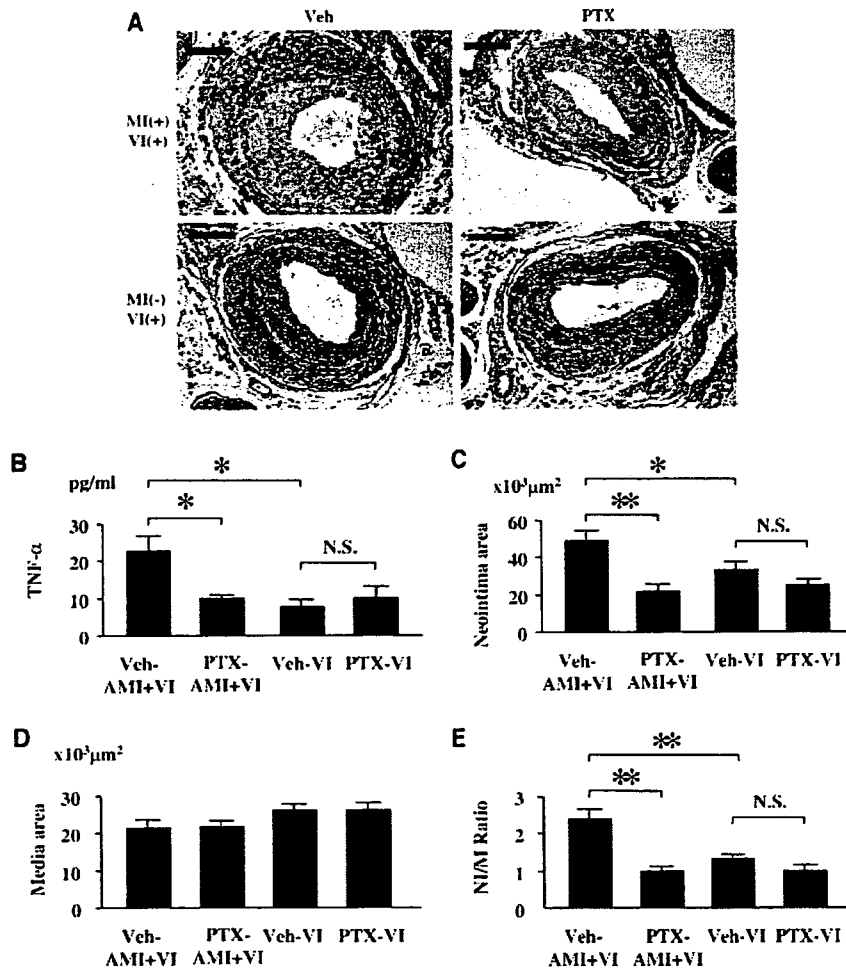 A
Veh PTX
MI(+)
VI(+)
MI(-)
VI(+)
B
pg/ml
*
*
N.S.
30
20
10
0
TNF-α
Veh-
AMI+VI
PTX-
AMI+VI
Veh-VI
PTX-VI
C
x10³μm²
*
**
N.S.
60
40
20
0
Neointima area
Veh-
AMI+VI
PTX-
AMI+VI
Veh-VI
PTX-VI
D
x10³μm²
30
20
10
0
Media area
Veh-
AMI+VI
PTX-
AMI+VI
Veh-VI
PTX-VI
E
**
**
N.S.
3
2
1
0
NI/M Ratio
Veh-
AMI+VI
PTX-
AMI+VI
Veh-VI
PTX-VI